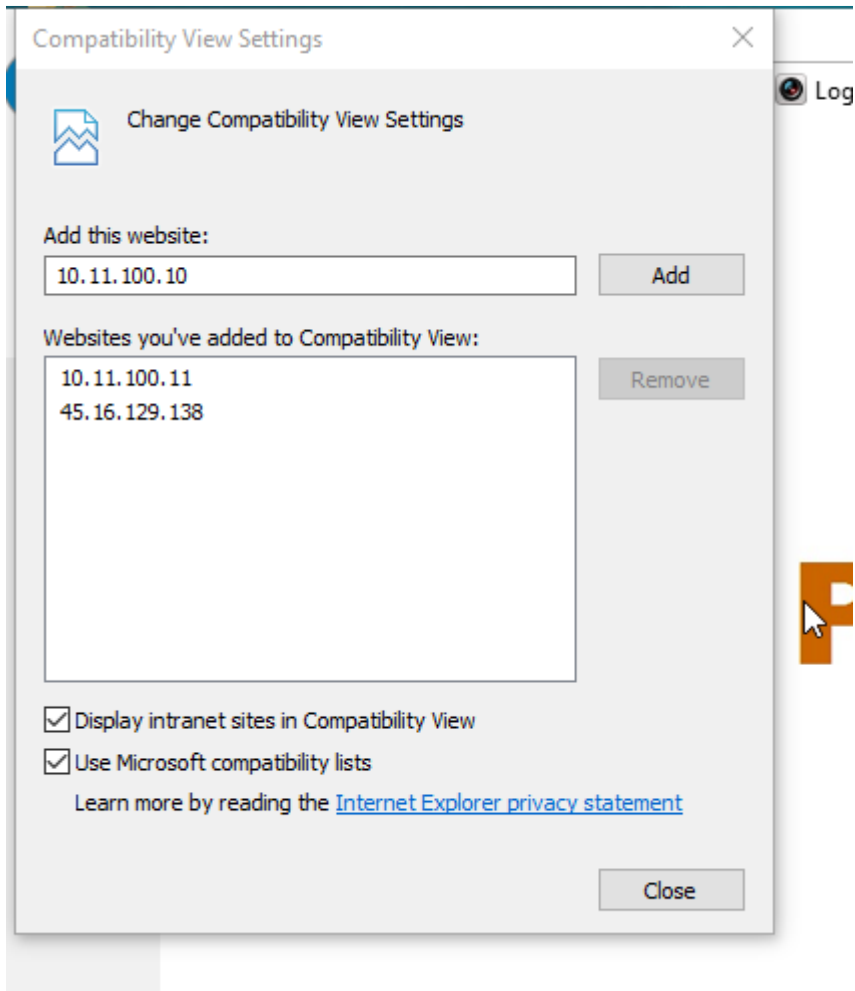 Compatibility View Settings
Log
Change Compatibility View Settings
Add this website:
10.11.100.10
Add
Websites you've added to Compatibility View:
10.11.100.11
Remove
45.16.129.138
P
Display intranet sites in Compatibility View
Use Microsoft compatibility lists
Learn more by reading the Internet Explorer privacy statement
Close